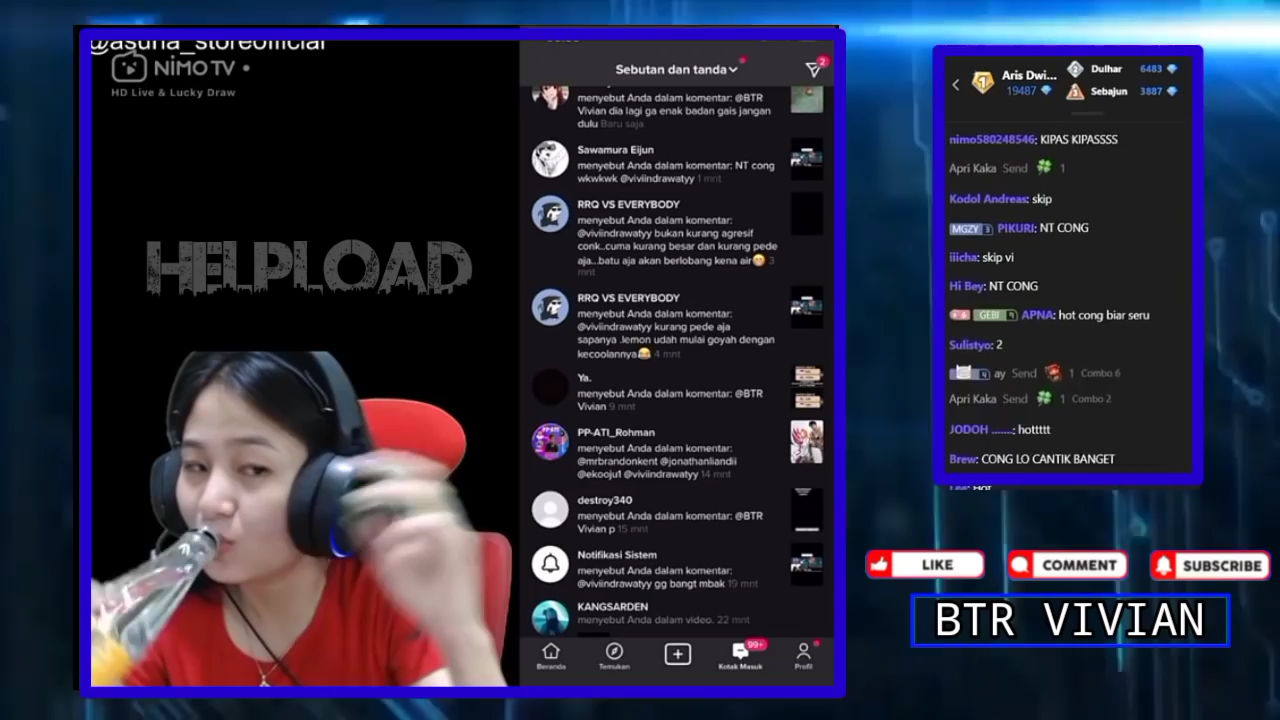 @asuna_storeofficial
NIMO TV •
HD Live & Lucky Draw
HELPLOAD
Sebutan dan tanda
2
menyebut Anda dalam komentar: @BTR
Vivian dia lagi ga enak badan gais jangan
dulu Baru saja
Sawamura Eijun
menyebut Anda dalam komentar: NT cong
wkwkwk @viviindrawatyy 1 mnt
RRQ VS EVERYBODY
menyebut Anda dalam komentar:
@viviindrawatyy bukan kurang agresif
conk..cuma kurang besar dan kurang pede
aja...batu aja akan berlobang kena air😁 3
mnt
RRQ VS EVERYBODY
menyebut Anda dalam komentar:
@viviindrawatyy kurang pede aja
sapanya .lemon udah mulai goyah dengan
kecoolannya😂 4 mnt
Ya.
menyebut Anda dalam komentar: @BTR
Vivian 9 mnt
PP-ATI_Rohman
menyebut Anda dalam komentar:
@mrbrandonkent @jonathanliandii
@ekooju1 @viviindrawatyy 14 mnt
destroy340
menyebut Anda dalam komentar: @BTR
Vivian p 15 mnt
Notifikasi Sistem
menyebut Anda dalam komentar:
@viviindrawatyy gg bangt mbak 19 mnt
KANGSARDEN
menyebut Anda dalam video. 22 mnt
Beranda
Temukan
99+
Kotak Masuk
Profil
1
Aris Dwi...
19487
2
Dulhar 6483
3
Sebajun 3887
nimo580248546: KIPAS KIPASSSS
Apri Kaka Send 🍀 1
Kodol Andreas: skip
MGZY 3 PIKURI: NT CONG
iiicha: skip vi
Hi Bey: NT CONG
GEBI APNA: hot cong biar seru
Sulistyo: 2
ay Send 1 Combo 6
Apri Kaka Send 🍀 1 Combo 2
JODOH .......: hottttt
Brew: CONG LO CANTIK BANGET
LIKE
COMMENT
SUBSCRIBE
BTR VIVIAN